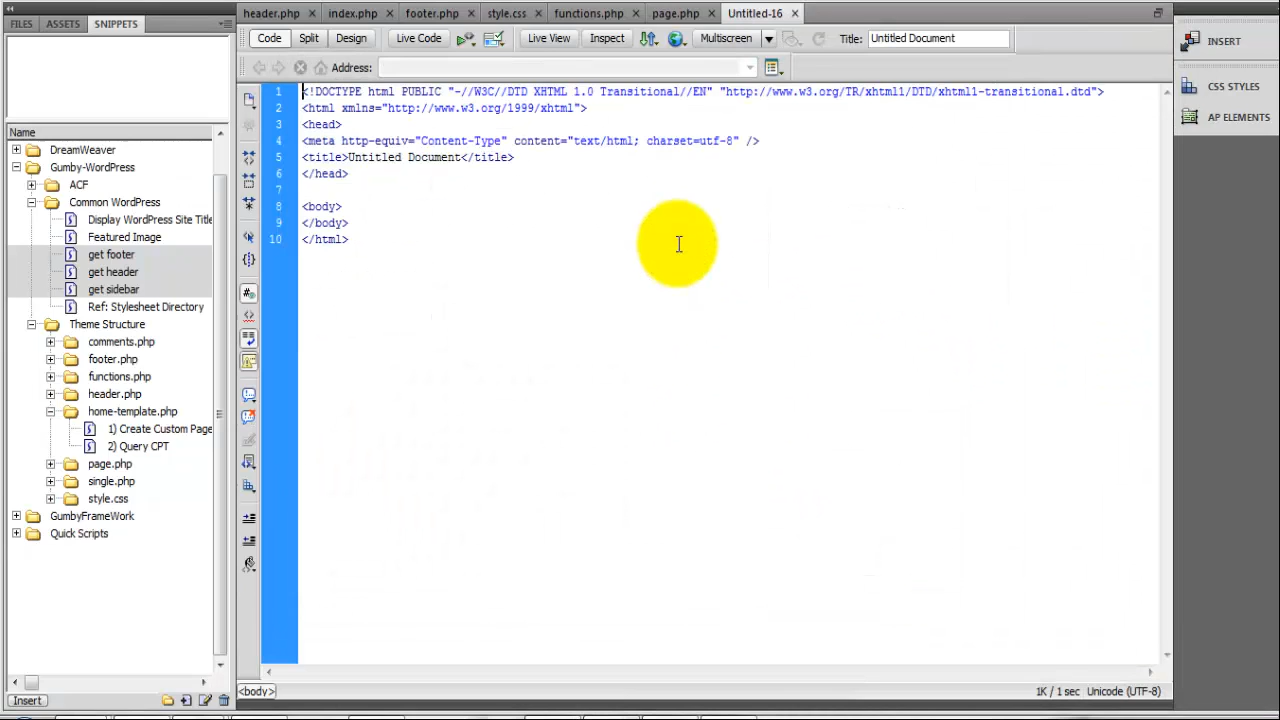 header.php × index.php × footer.php × style.css × functions.php × page.php × Untitled-16 ×
FILES ASSETS SNIPPETS
Code Split Design Live Code Live View Inspect Multiscreen Title: Untitled Document
Address:
INSERT
CSS STYLES
AP ELEMENTS
Name
DreamWeaver
Gumby-WordPress
ACF
Common WordPress
Display WordPress Site Title
Featured Image
get footer
get header
get sidebar
Ref: Stylesheet Directory
Theme Structure
comments.php
footer.php
functions.php
header.php
home-template.php
1) Create Custom Page
2) Query CPT
page.php
single.php
style.css
GumbyFrameWork
Quick Scripts
Insert
1 <!DOCTYPE html PUBLIC "-//W3C//DTD XHTML 1.0 Transitional//EN" "http://www.w3.org/TR/xhtml1/DTD/xhtml1-transitional.dtd">
2 <html xmlns="http://www.w3.org/1999/xhtml">
3 <head>
4 <meta http-equiv="Content-Type" content="text/html; charset=utf-8" />
5 <title>Untitled Document</title>
6 </head>
7
8 <body>
9 </body>
10 </html>
<body>
1K / 1 sec Unicode (UTF-8)